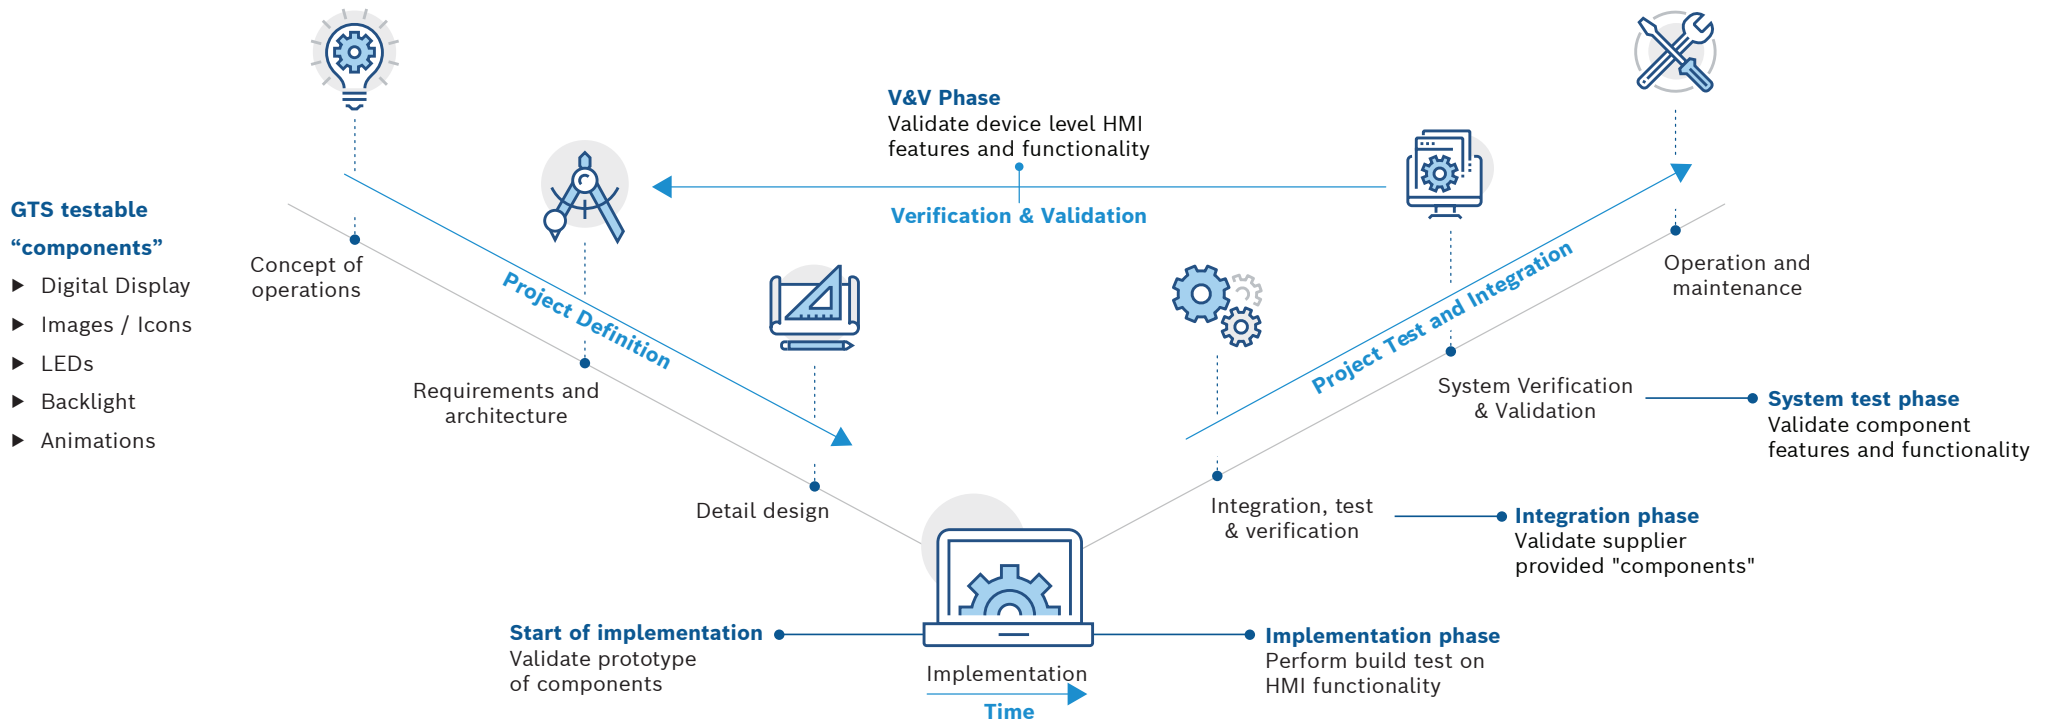 GTS testable
“components”
Digital Display
Images / Icons
LEDs
Backlight
Animations
Concept of
operations
Requirements and
architecture
Detail design
Project Definition
V&V Phase
Validate device level HMI
features and functionality
Verification & Validation
Project Test and Integration
Operation and
maintenance
System Verification
& Validation
System test phase
Validate component
features and functionality
Integration, test
& verification
Integration phase
Validate supplier
provided "components"
Start of implementation
Validate prototype
of components
Implementation
Time
Implementation phase
Perform build test on
HMI functionality